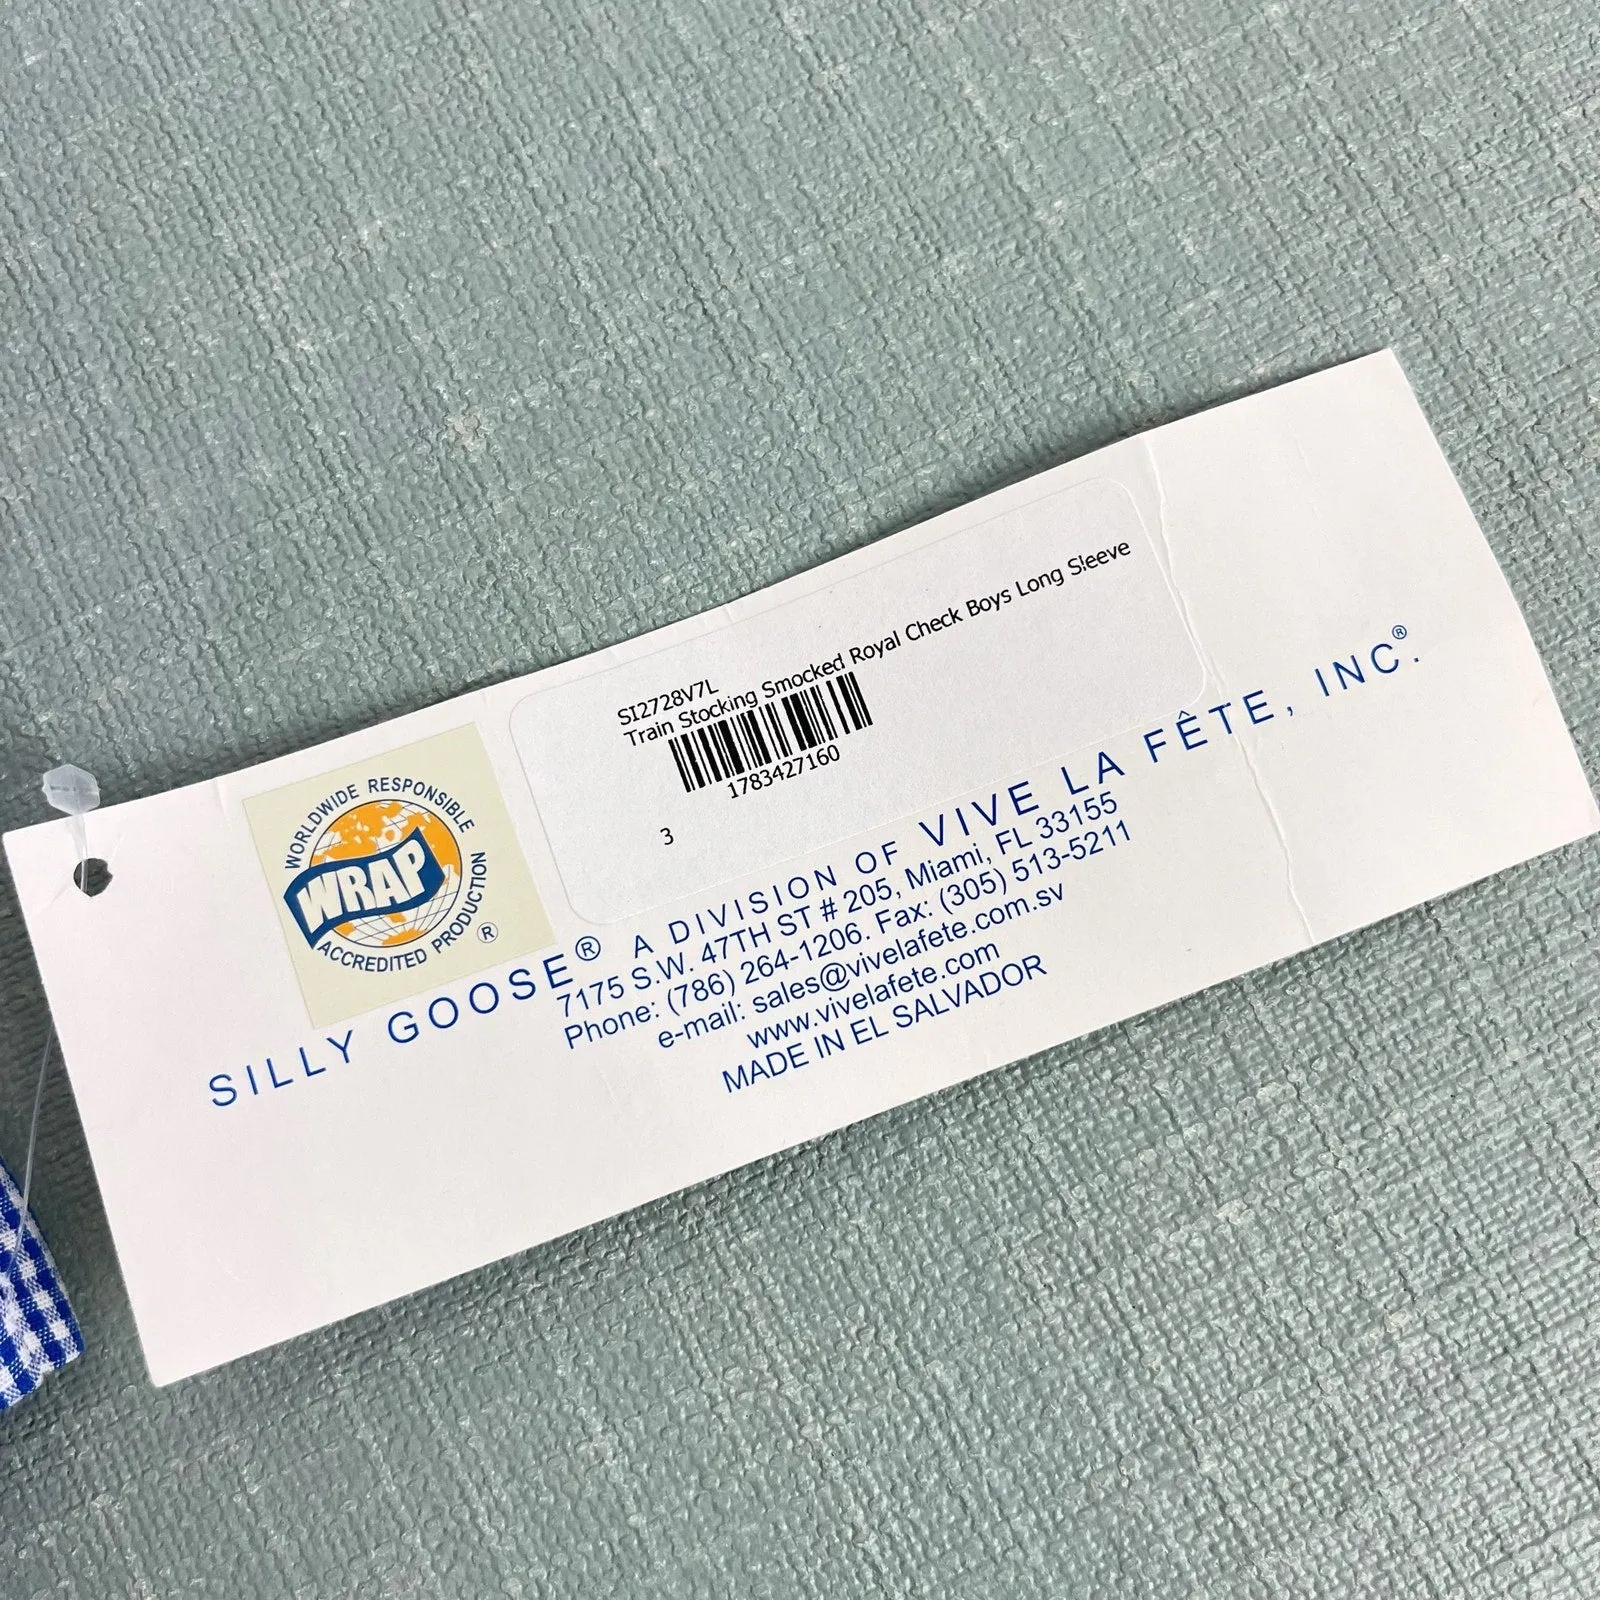 SI2728V7L
Train Stocking Smocked Royal Check Boys Long Sleeve
1783427160
3
WORLDWIDE RESPONSIBLE
WRAP
ACCREDITED PRODUCTION ®
SILLY GOOSE® A DIVISION OF VIVE LA FÊTE, INC.®
7175 S.W. 47TH ST # 205, Miami, FL 33155
Phone: (786) 264-1206. Fax: (305) 513-5211
e-mail: sales@vivelafete.com.sv
www.vivelafete.com
MADE IN EL SALVADOR